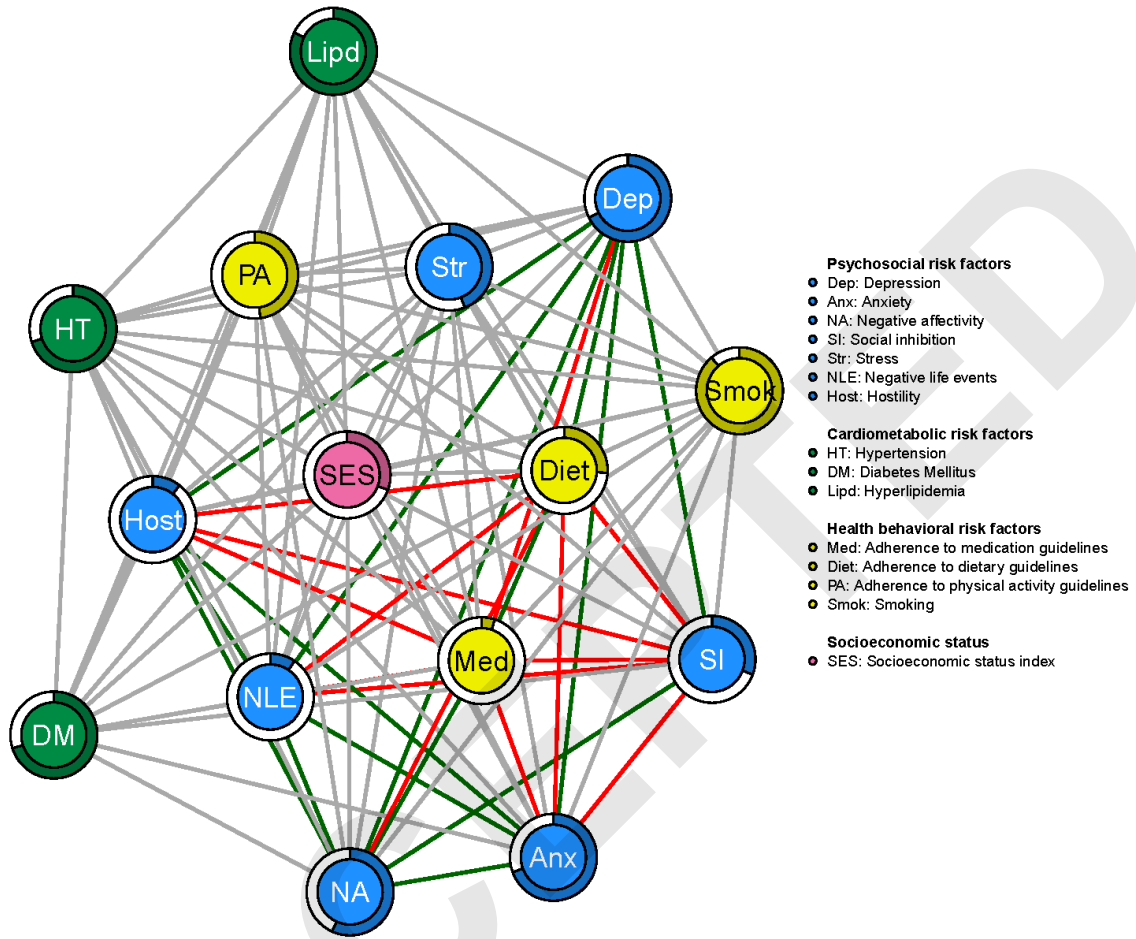 Lipd
Dep
Str
PA
HT
Smok
Diet
SES
Host
Med
SI
NLE
DM
Anx
NA
Psychosocial risk factors
Dep: Depression
Anx: Anxiety
NA: Negative affectivity
SI: Social inhibition
Str: Stress
NLE: Negative life events
Host: Hostility
Cardiometabolic risk factors
HT: Hypertension
DM: Diabetes Mellitus
Lipd: Hyperlipidemia
Health behavioral risk factors
Med: Adherence to medication guidelines
Diet: Adherence to dietary guidelines
PA: Adherence to physical activity guidelines
Smok: Smoking
Socioeconomic status
SES: Socioeconomic status index
CEPTED